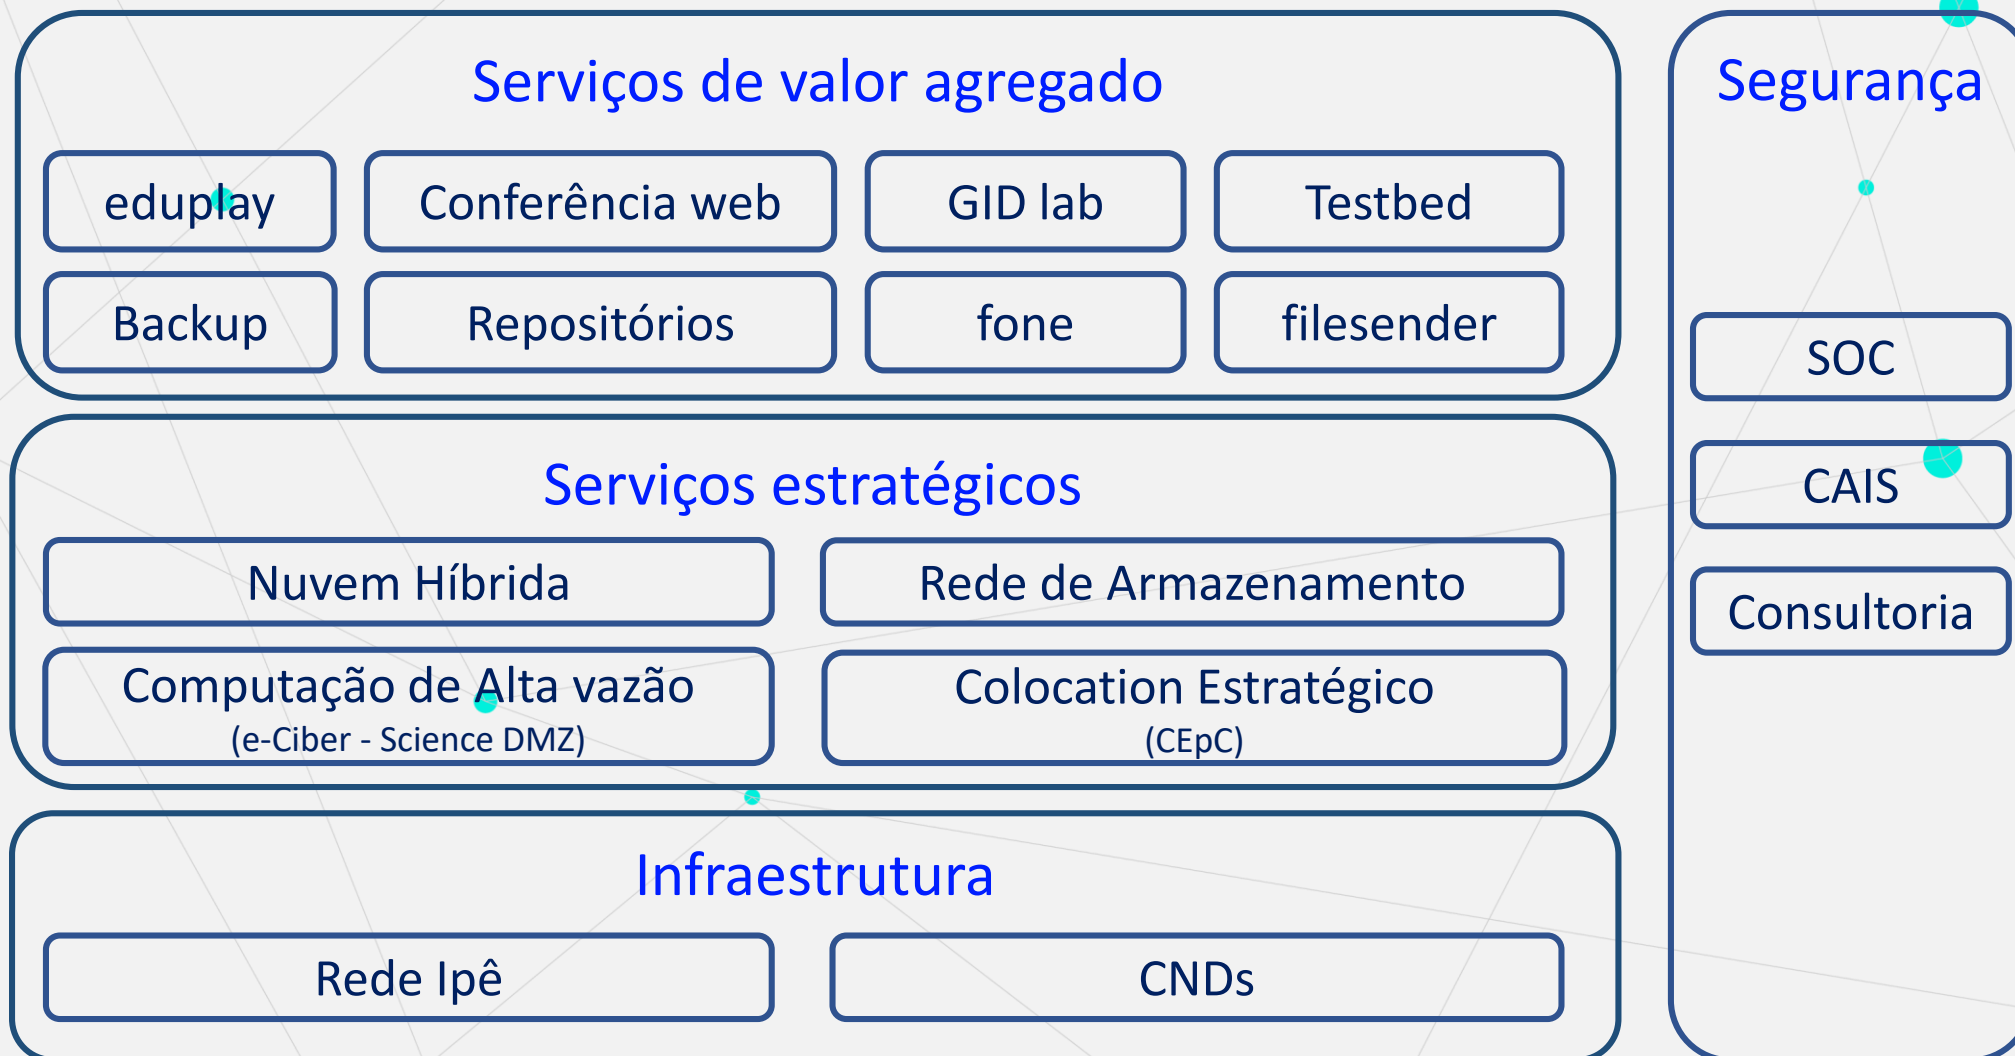 Serviços de valor agregado
eduplay
Conferência web
GID lab
Testbed
Backup
Repositórios
fone
filesender
Serviços estratégicos
Nuvem Híbrida
Rede de Armazenamento
Computação de Alta vazão
(e-Ciber - Science DMZ)
Colocation Estratégico
(CEpC)
Infraestrutura
Rede Ipê
CNDs
Segurança
SOC
CAIS
Consultoria